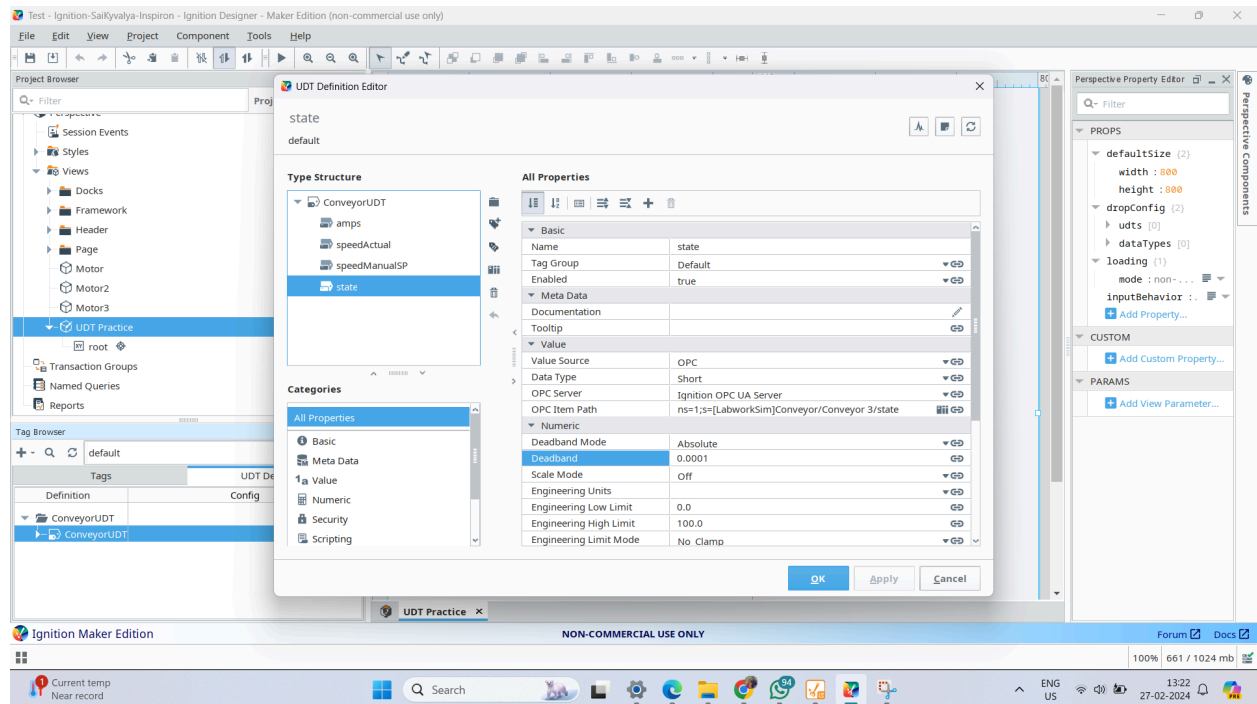 Test - Ignition-SaiKyvalya-Inspiron - Ignition Designer - Maker Edition (non-commercial use only)
File Edit View Project Component Tools Help
Project Browser
Filter
Proj
Session Events
Styles
Views
Docks
Framework
Header
Page
Motor
Motor2
Motor3
UDT Practice
root
Transaction Groups
Named Queries
Reports
Tag Browser
default
Tags UDT De
Definition Config
ConveyorUDT
ConveyorUDT
UDT Definition Editor
state
default
Type Structure
ConveyorUDT
amps
speedActual
speedManualSP
state
Categories
All Properties
Basic
Meta Data
1a Value
Numeric
Security
Scripting
All Properties
Basic
Name state
Tag Group Default
Enabled true
Meta Data
Documentation
Tooltip
Value
Value Source OPC
Data Type Short
OPC Server Ignition OPC UA Server
OPC Item Path ns=1;s=[LabworkSim]Conveyor/Conveyor 3/state
Numeric
Deadband Mode Absolute
Deadband 0.0001
Scale Mode Off
Engineering Units
Engineering Low Limit 0.0
Engineering High Limit 100.0
Engineering Limit Mode No_Clamp
OK Apply Cancel
UDT Practice
80
Perspective Property Editor
Filter
PROPS
defaultSize {2}
width : 800
height : 800
dropConfig {2}
udts [0]
dataTypes [0]
loading {1}
mode : non-...
inputBehavior :.
Add Property...
CUSTOM
Add Custom Property...
PARAMS
Add View Parameter...
Perspective Components
Ignition Maker Edition
NON-COMMERCIAL USE ONLY
Forum Docs
100% 661 / 1024 mb
1
Current temp
Near record
Search
94
ENG
US
13:22
27-02-2024
PRE